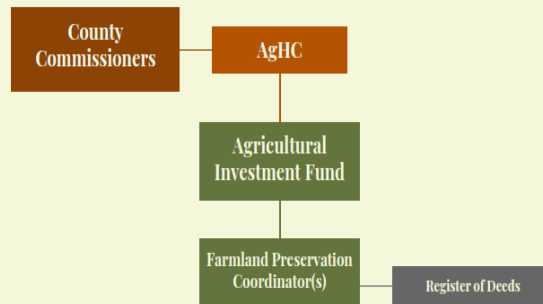 County
Commissioners
AgHC
Agricultural
Investment Fund
Farmland Preservation
Coordinator(s)
Register of Deeds